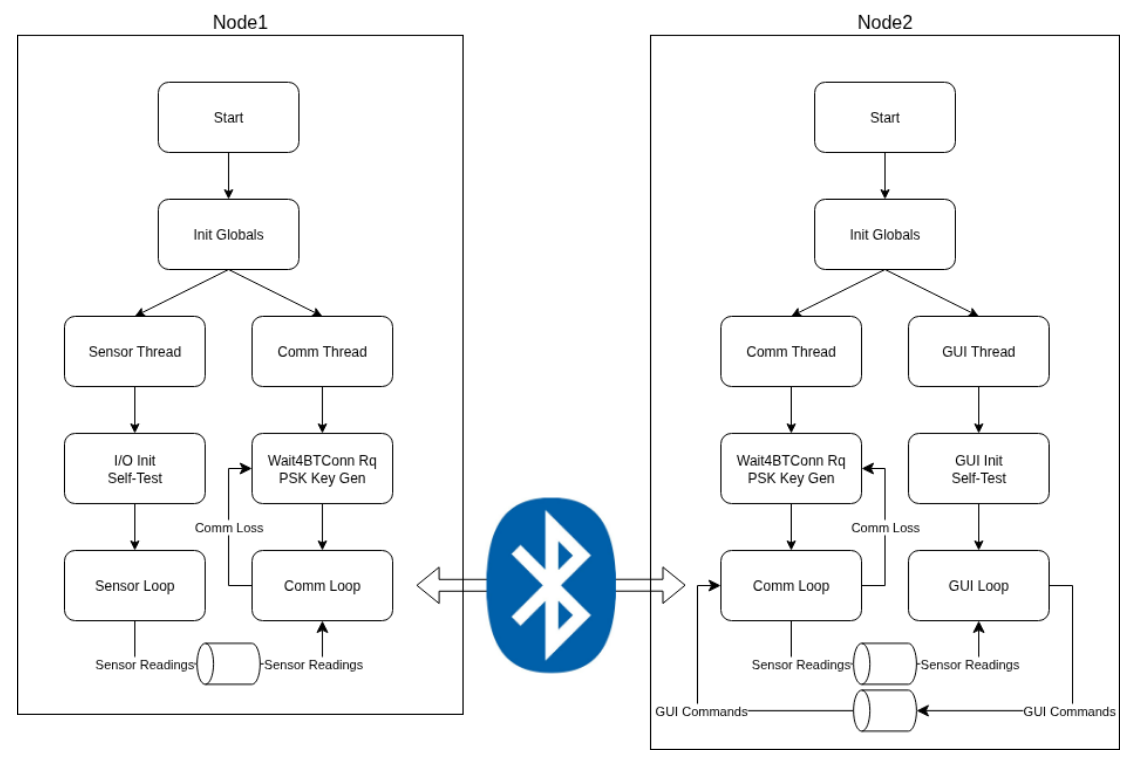 Node1
Start
Init Globals
Sensor Thread
Comm Thread
I/O Init
Self-Test
Wait4BTConn Rq
PSK Key Gen
Comm Loss
Sensor Loop
Comm Loop
Sensor Readings
Sensor Readings
Node2
Start
Init Globals
Comm Thread
GUI Thread
Wait4BTConn Rq
PSK Key Gen
GUI Init
Self-Test
Comm Loss
Comm Loop
GUI Loop
Sensor Readings
Sensor Readings
GUI Commands
GUI Commands